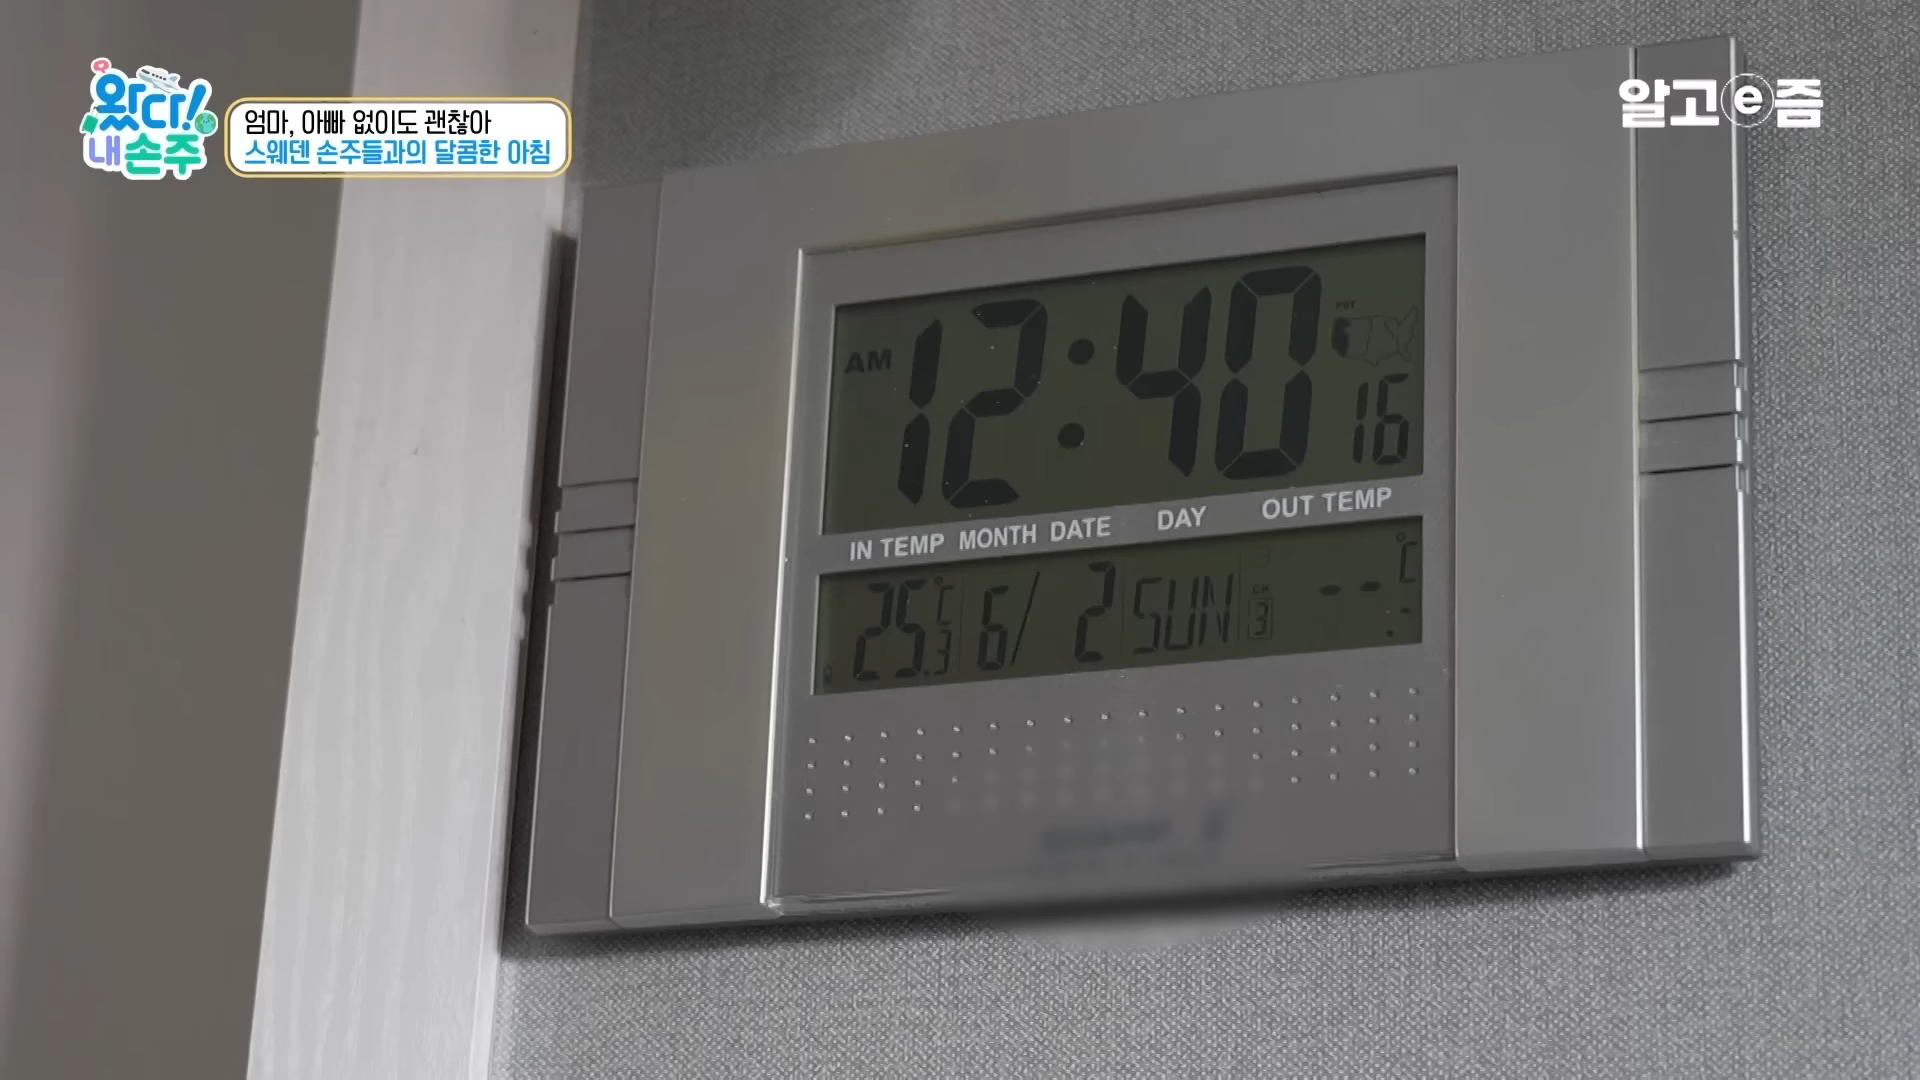 왔다!
내손주
엄마, 아빠 없이도 괜찮아
스웨덴 손주들과의 달콤한 아침
알고e즘
AM 12:40 16
PST
IN TEMP MONTH DATE DAY OUT TEMP
25.3°C 6/ 2 SUN CH 3 --.- °C